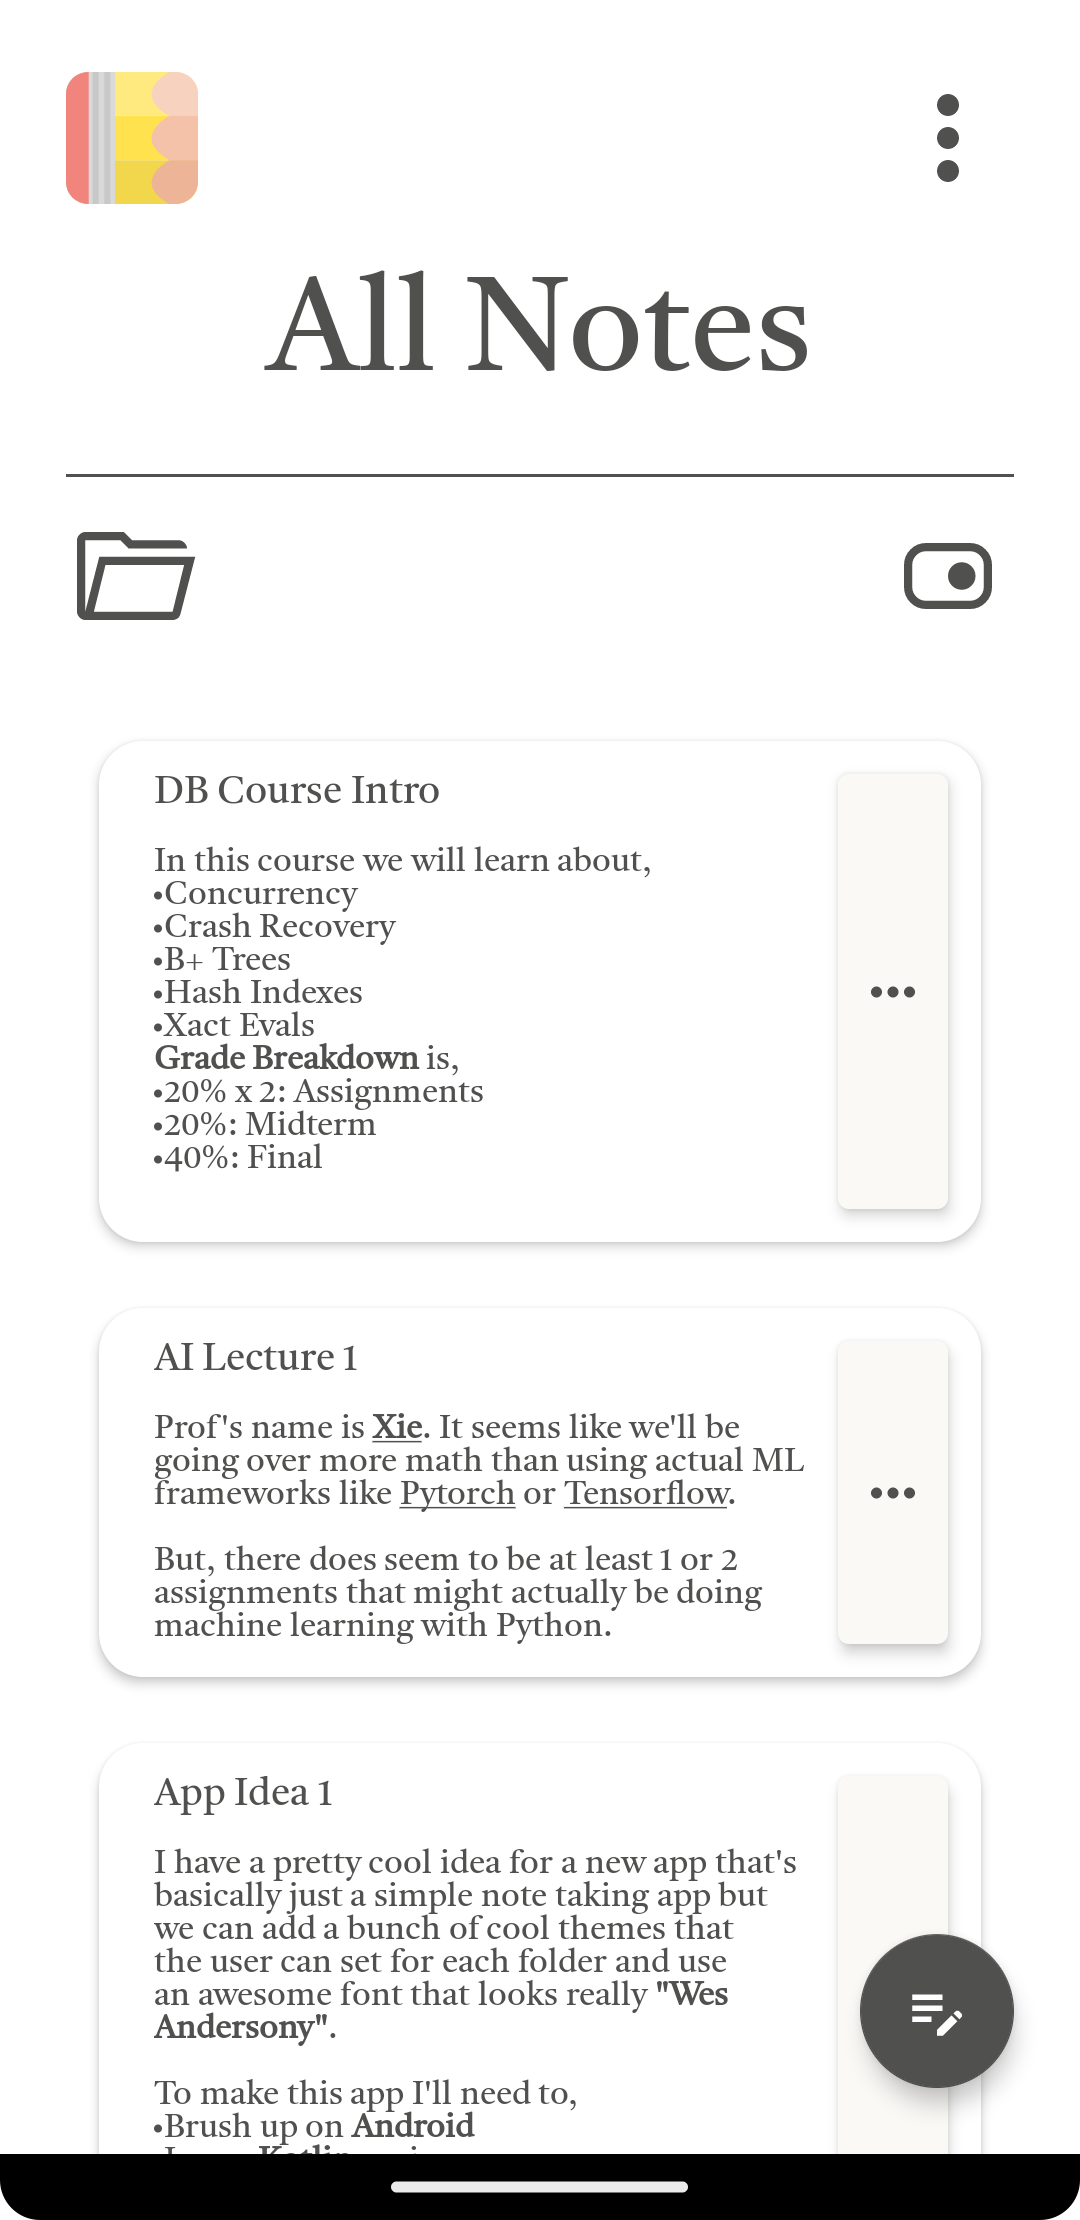 All Notes
DB Course Intro
In this course we will learn about,
•Concurrency
•Crash Recovery
•B+ Trees
•Hash Indexes
•Xact Evals
Grade Breakdown is,
•20% x 2: Assignments
•20%: Midterm
•40%: Final
AI Lecture 1
Prof's name is Xie. It seems like we'll be
going over more math than using actual ML
frameworks like Pytorch or Tensorflow.
But, there does seem to be at least 1 or 2
assignments that might actually be doing
machine learning with Python.
App Idea 1
I have a pretty cool idea for a new app that's
basically just a simple note taking app but
we can add a bunch of cool themes that
the user can set for each folder and use
an awesome font that looks really "Wes
Andersony".
To make this app I'll need to,
•Brush up on Android
Kotlin